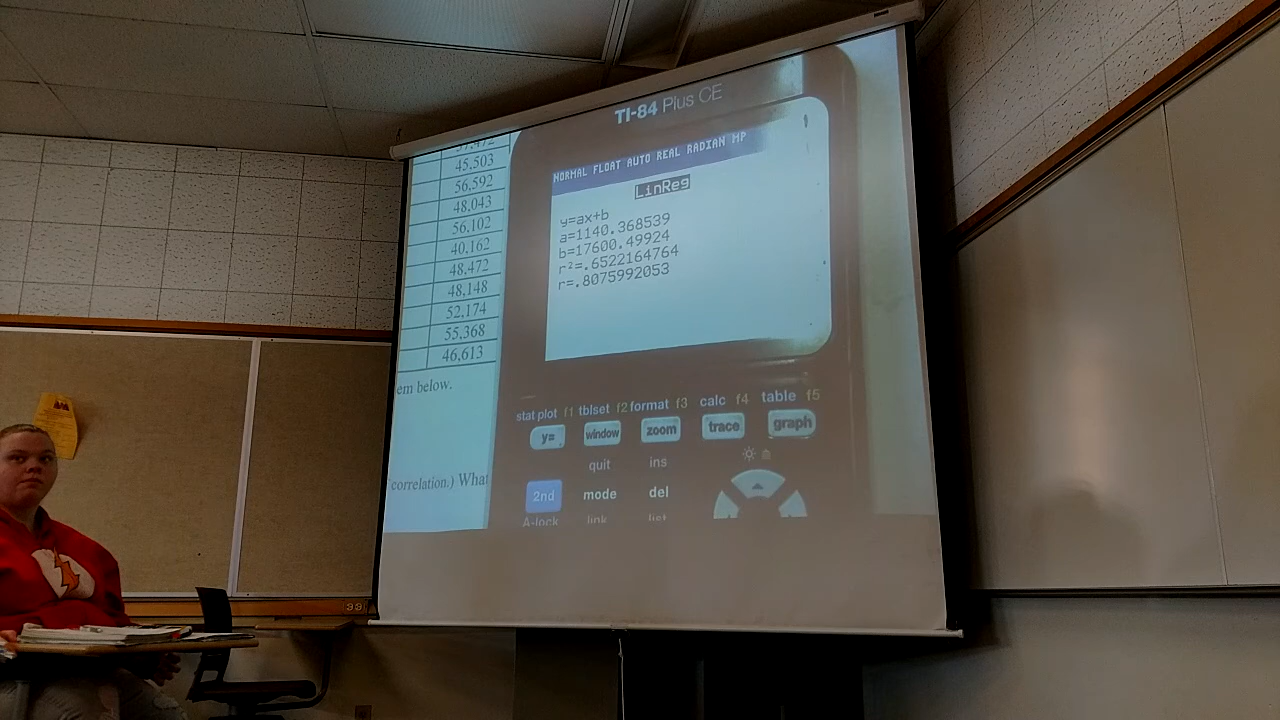 45,503
56,592
48,043
56,102
40,162
48,472
48,148
52,174
55,368
46,613
em below.
correlation.) What
TI-84 Plus CE
NORMAL FLOAT AUTO REAL RADIAN MP
LinReg
y=ax+b
a=1140.368539
b=17600.49924
r²=.6522164764
r=.8075992053
stat plot f1 tblset f2 format f3 calc f4 table f5
y= window zoom trace graph
quit ins
2nd mode del
A-lock link list